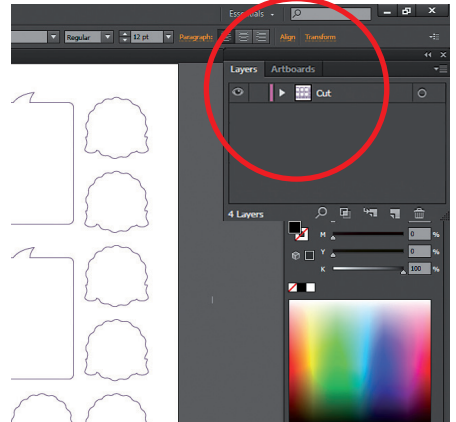 Essentials
Regular 12 pt Paragraph: Align Transform
Layers Artboards
Cut
4 Layers
M 0 %
Y 0 %
K 100 %